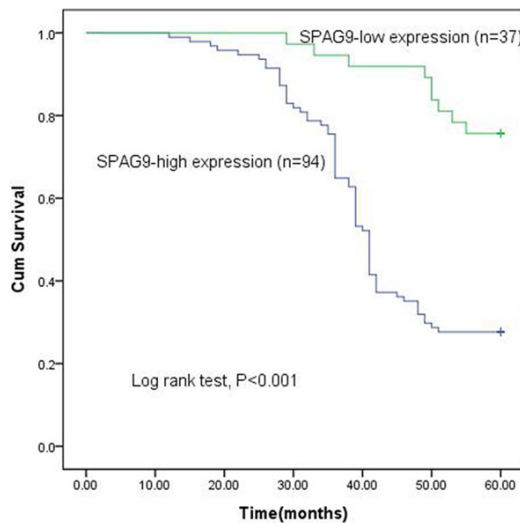 SPAG9-low expression (n=37)
SPAG9-high expression (n=94)
Log rank test, P<0.001
Cum Survival
1.0
0.8
0.6
0.4
0.2
0.0
0.00 10.00 20.00 30.00 40.00 50.00 60.00
Time(months)